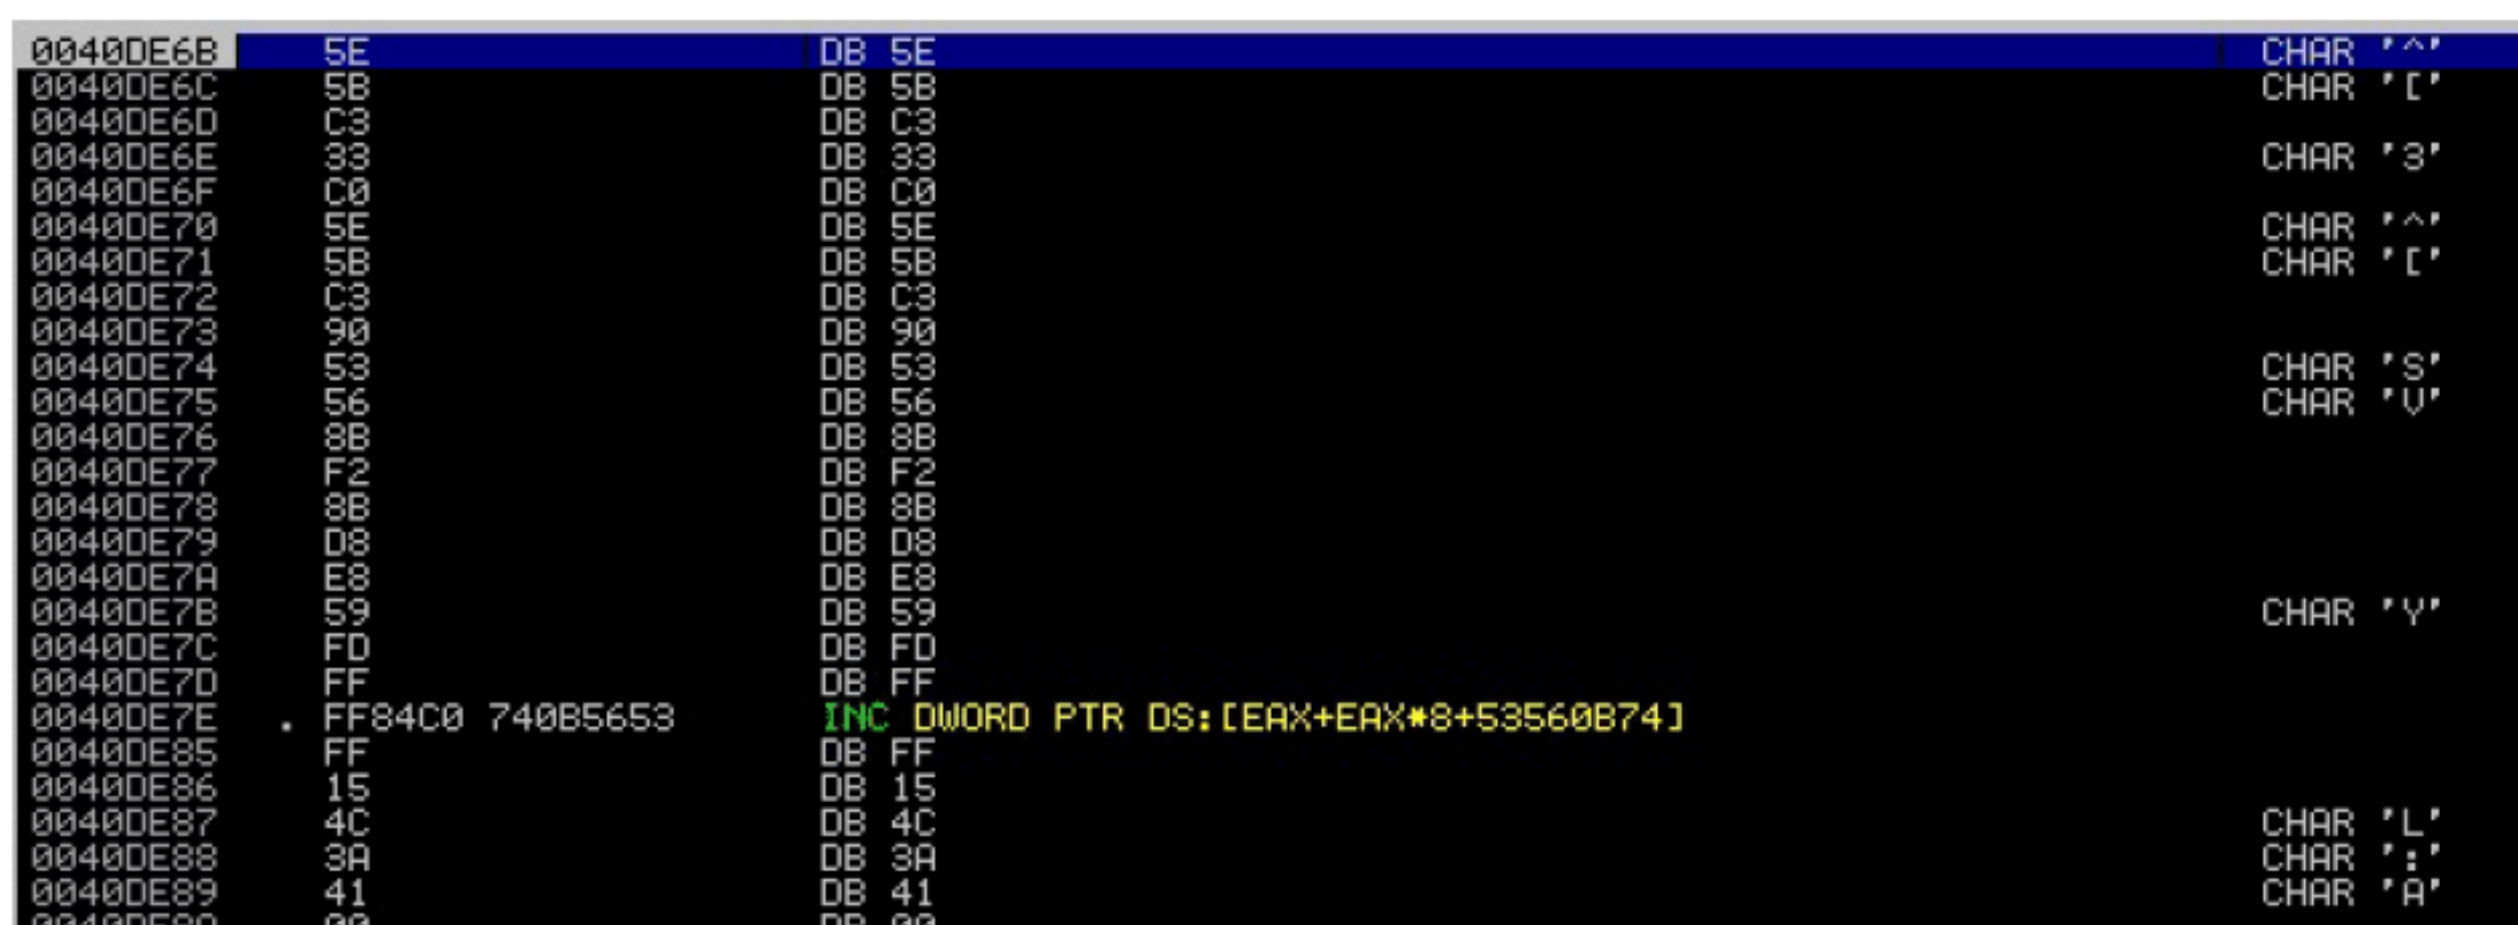 0040DE6B 5E DB 5E CHAR '^'
0040DE6C 5B DB 5B CHAR '['
0040DE6D C3 DB C3
0040DE6E 33 DB 33 CHAR '3'
0040DE6F C0 DB C0
0040DE70 5E DB 5E CHAR '^'
0040DE71 5B DB 5B CHAR '['
0040DE72 C3 DB C3
0040DE73 90 DB 90
0040DE74 53 DB 53 CHAR 'S'
0040DE75 56 DB 56 CHAR 'V'
0040DE76 8B DB 8B
0040DE77 F2 DB F2
0040DE78 8B DB 8B
0040DE79 D8 DB D8
0040DE7A E8 DB E8
0040DE7B 59 DB 59 CHAR 'Y'
0040DE7C FD DB FD
0040DE7D FF DB FF
0040DE7E . FF84C0 740B5653 INC DWORD PTR DS:[EAX+EAX*8+53560B74]
0040DE85 FF DB FF
0040DE86 15 DB 15
0040DE87 4C DB 4C CHAR 'L'
0040DE88 3A DB 3A CHAR ':'
0040DE89 41 DB 41 CHAR 'A'